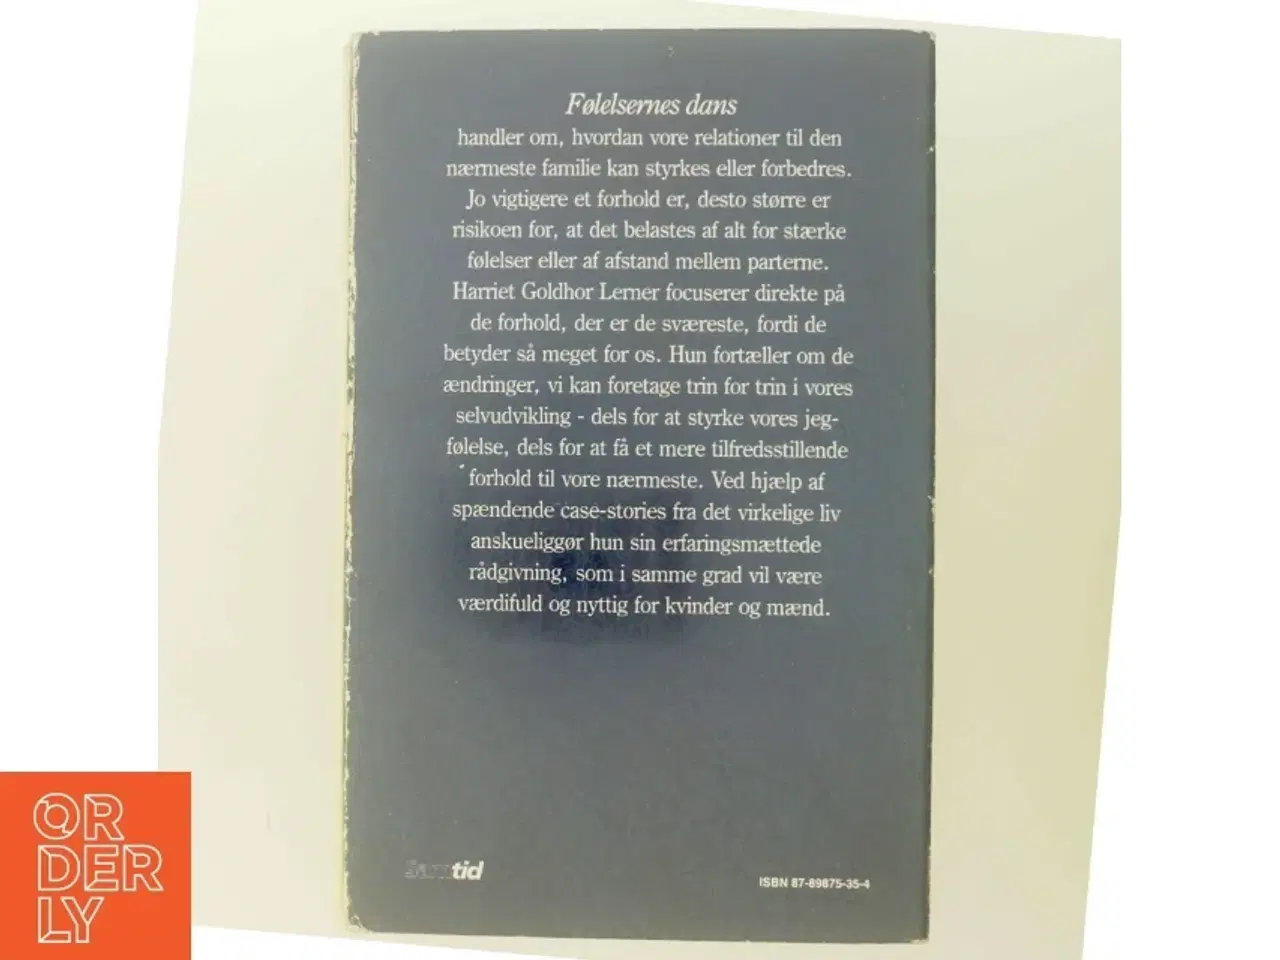 Følelsernes dans
handler om, hvordan vore relationer til den
nærmeste familie kan styrkes eller forbedres.
Jo vigtigere et forhold er, desto større er
risikoen for, at det belastes af alt for stærke
følelser eller af afstand mellem parterne.
Harriet Goldhor Lerner focuserer direkte på
de forhold, der er de sværeste, fordi de
betyder så meget for os. Hun fortæller om de
ændringer, vi kan foretage trin for trin i vores
selvudvikling - dels for at styrke vores jeg-
følelse, dels for at få et mere tilfredsstillende
forhold til vore nærmeste. Ved hjælp af
spændende case-stories fra det virkelige liv
anskueliggør hun sin erfaringsmættede
rådgivning, som i samme grad vil være
værdifuld og nyttig for kvinder og mænd.
Samtid
ISBN 87-89875-35-4
OR
DER
LY